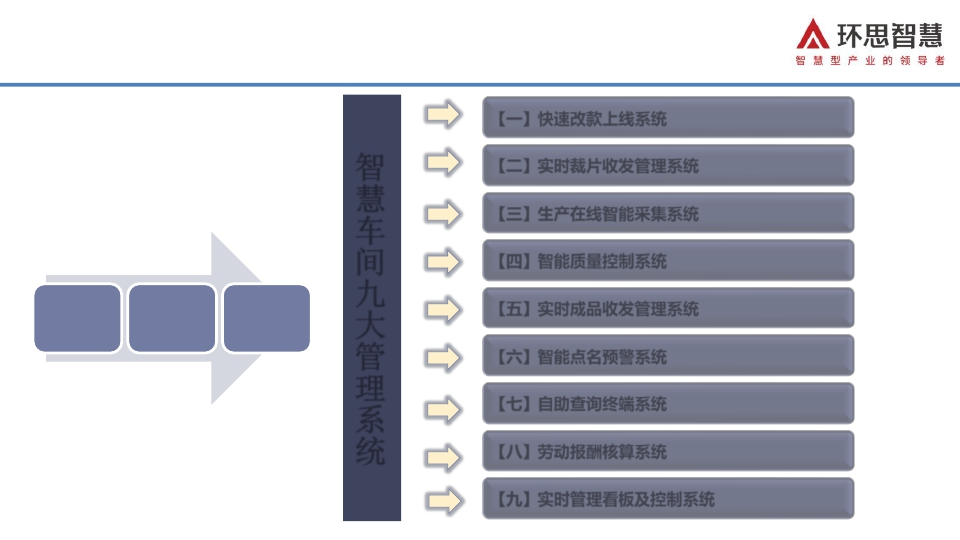 环思智慧
智慧型产业的领导者
智慧车间九大管理系统
【一】快速改款上线系统
【二】实时裁片收发管理系统
【三】生产在线智能采集系统
【四】智能质量控制系统
【五】实时成品收发管理系统
【六】智能点名预警系统
【七】自助查询终端系统
【八】劳动报酬核算系统
【九】实时管理看板及控制系统